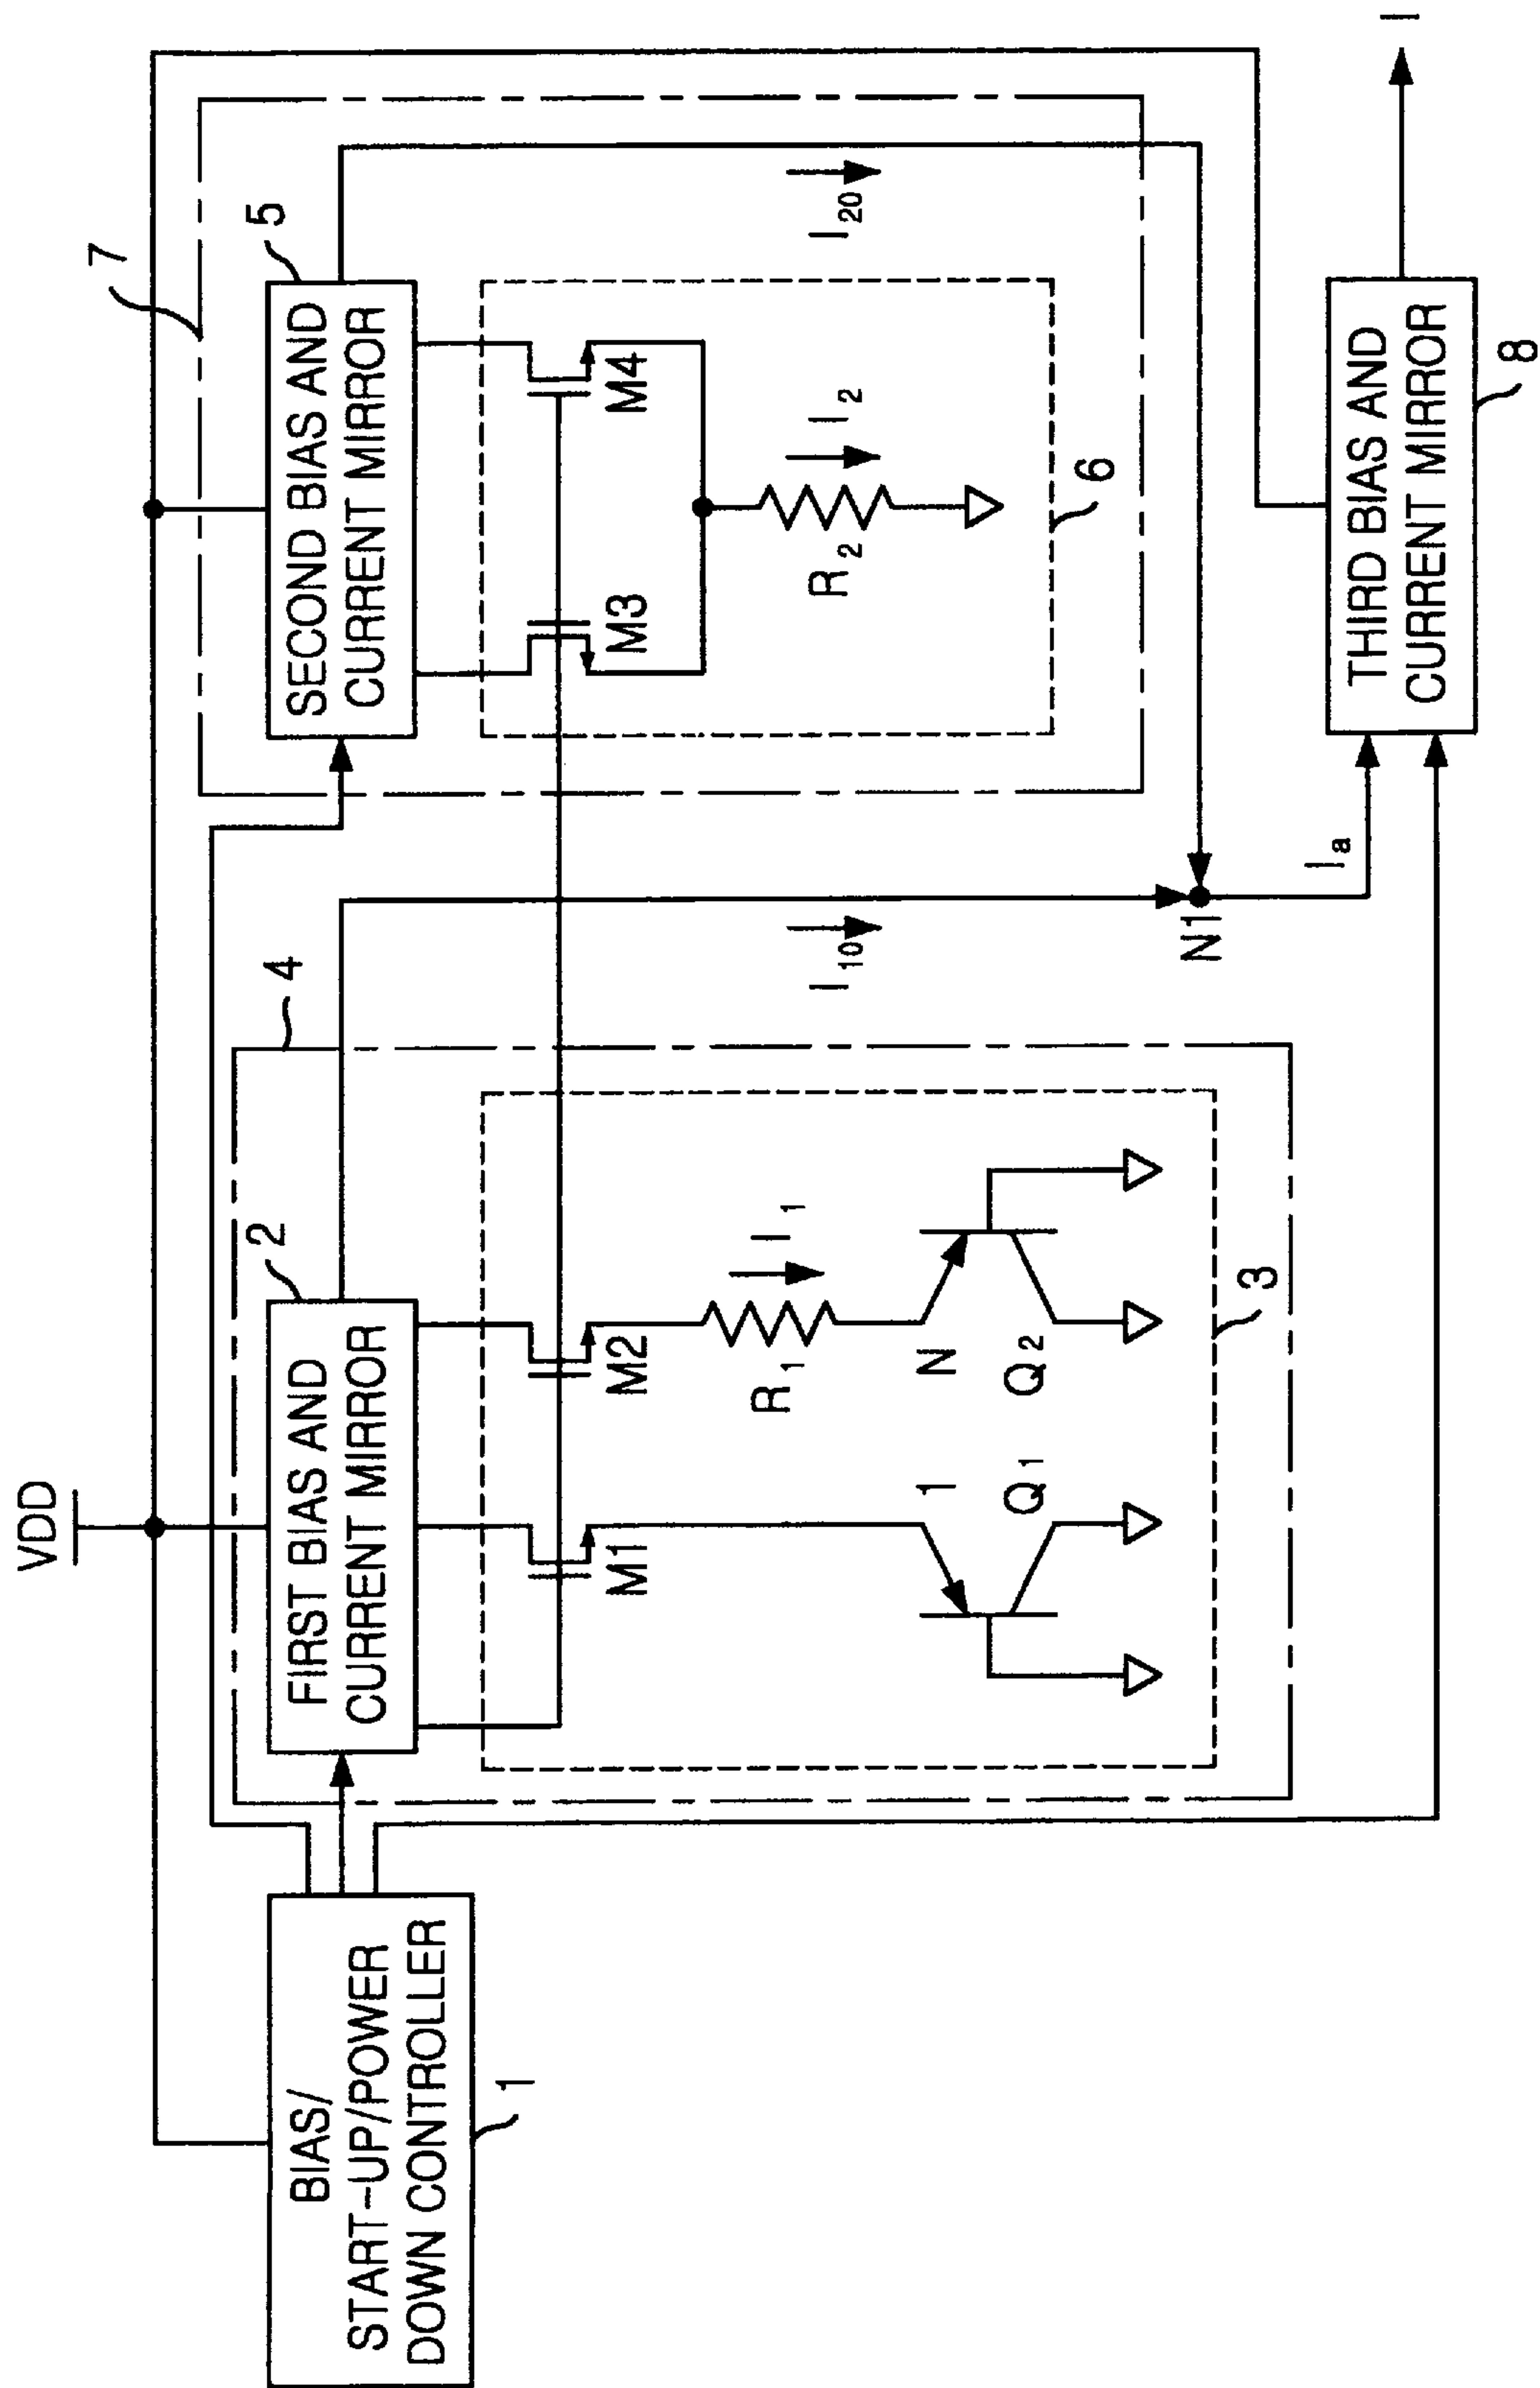 VDD
7
BIAS/
START-UP/POWER
DOWN CONTROLLER
1
FIRST BIAS AND
CURRENT MIRROR
2
4
SECOND BIAS AND
CURRENT MIRROR
5
M1
M2
M3
M4
R1
I1
R2
I2
I10
I20
1
N
Q1
Q2
3
6
N1
Ia
THIRD BIAS AND
CURRENT MIRROR
8
I